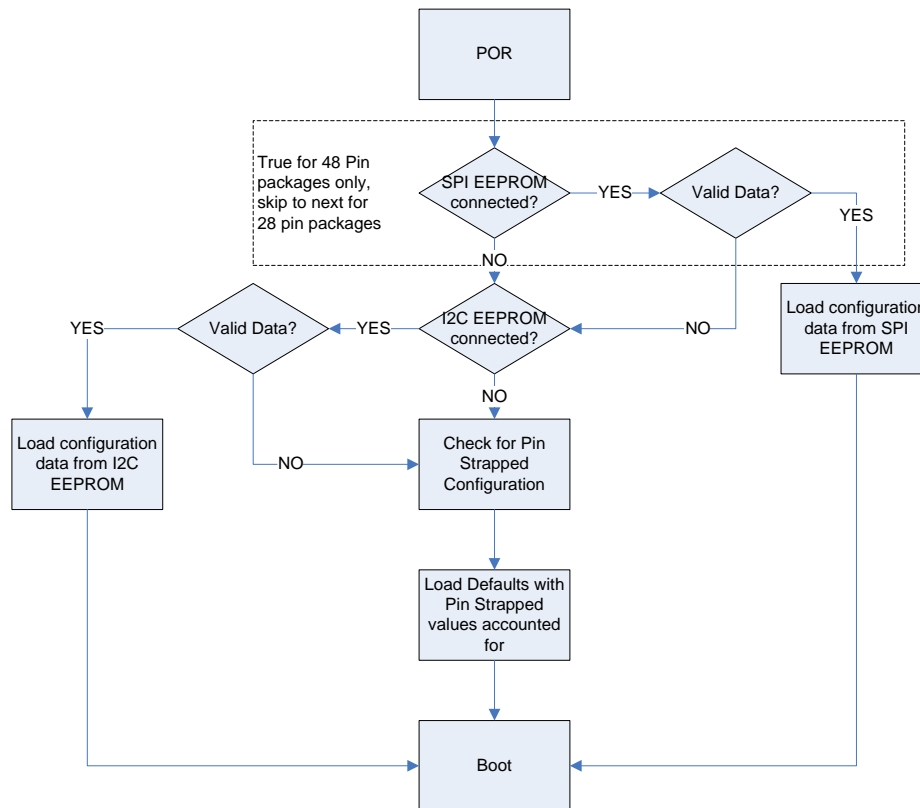 POR
True for 48 Pin
packages only,
skip to next for
28 pin packages
SPI EEPROM
connected?
YES
Valid Data?
YES
NO
Load configuration
data from SPI
EEPROM
NO
I2C EEPROM
connected?
YES
Valid Data?
YES
NO
Load configuration
data from I2C
EEPROM
NO
Check for Pin
Strapped
Configuration
Load Defaults with
Pin Strapped
values accounted
for
Boot